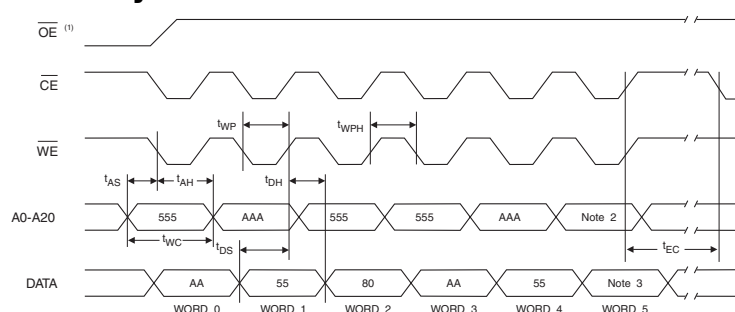 OE (1)
CE
tWP
tWPH
WE
tAS
tAH
tDH
A0-A20 555 AAA 555 555 AAA Note 2
tWC
tDS
tEC
DATA AA 55 80 AA 55 Note 3
WORD 0 WORD 1 WORD 2 WORD 3 WORD 4 WORD 5